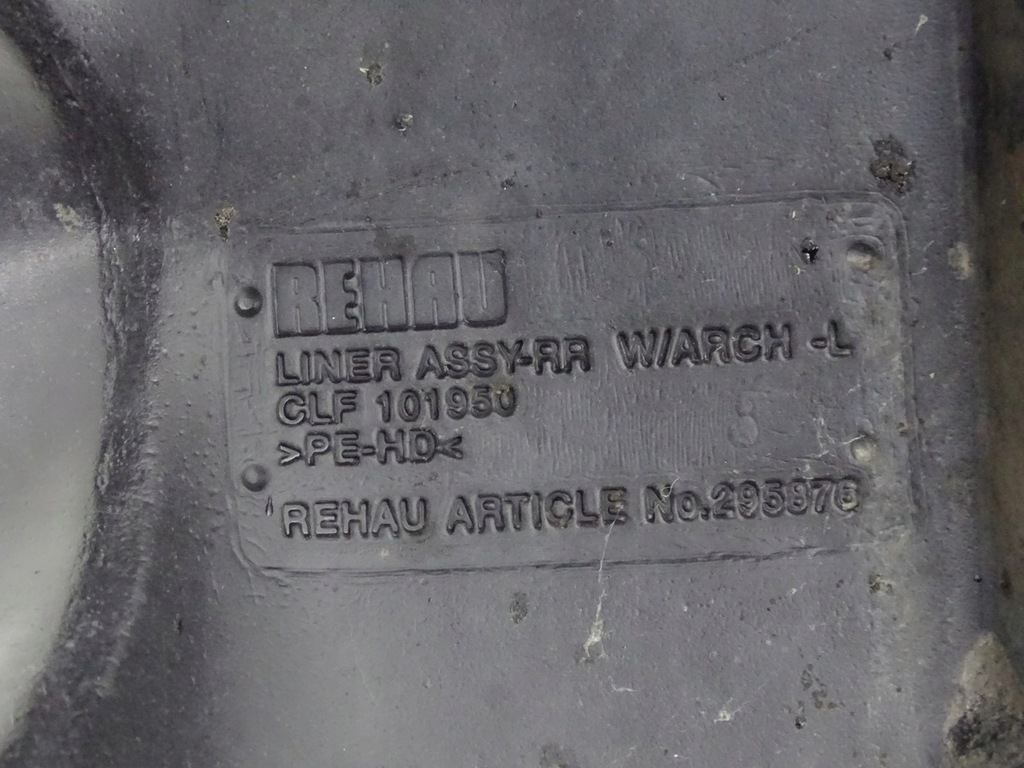 REHAU
LINER ASSY-RR W/ARCH -L
CLF 101950
>PE-HD<
REHAU ARTICLE No.295876